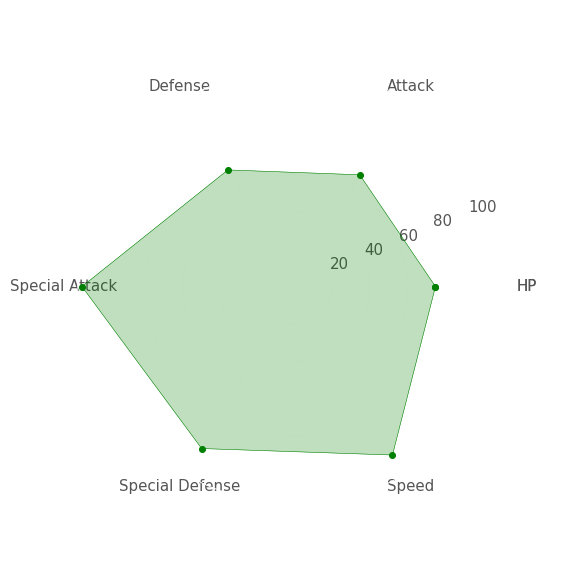 Defense
Attack
100
80
60
40
20
Special Attack
HP
Special Defense
Speed